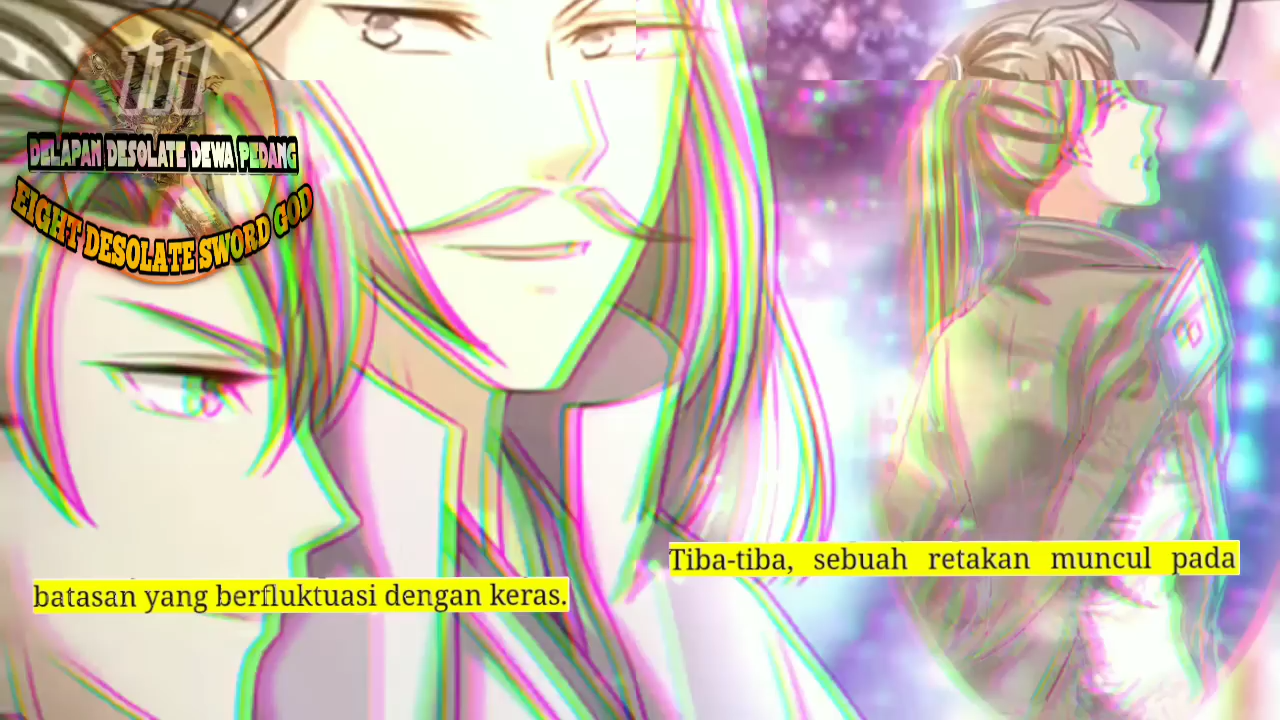 111
DELAPAN DESOLATE DEWA PEDANG
EIGHT DESOLATE SWORD GOD
Tiba-tiba, sebuah retakan muncul pada
batasan yang berfluktuasi dengan keras.